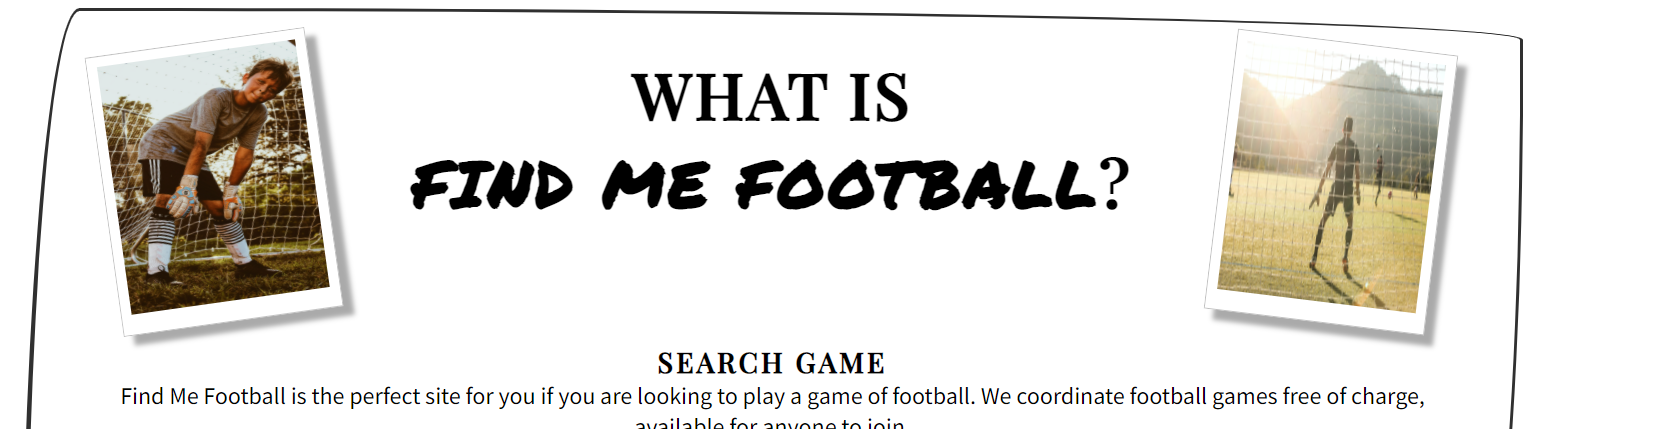 WHAT IS
FIND ME FOOTBALL?
SEARCH GAME
Find Me Football is the perfect site for you if you are looking to play a game of football. We coordinate football games free of charge,
available for anyone to join